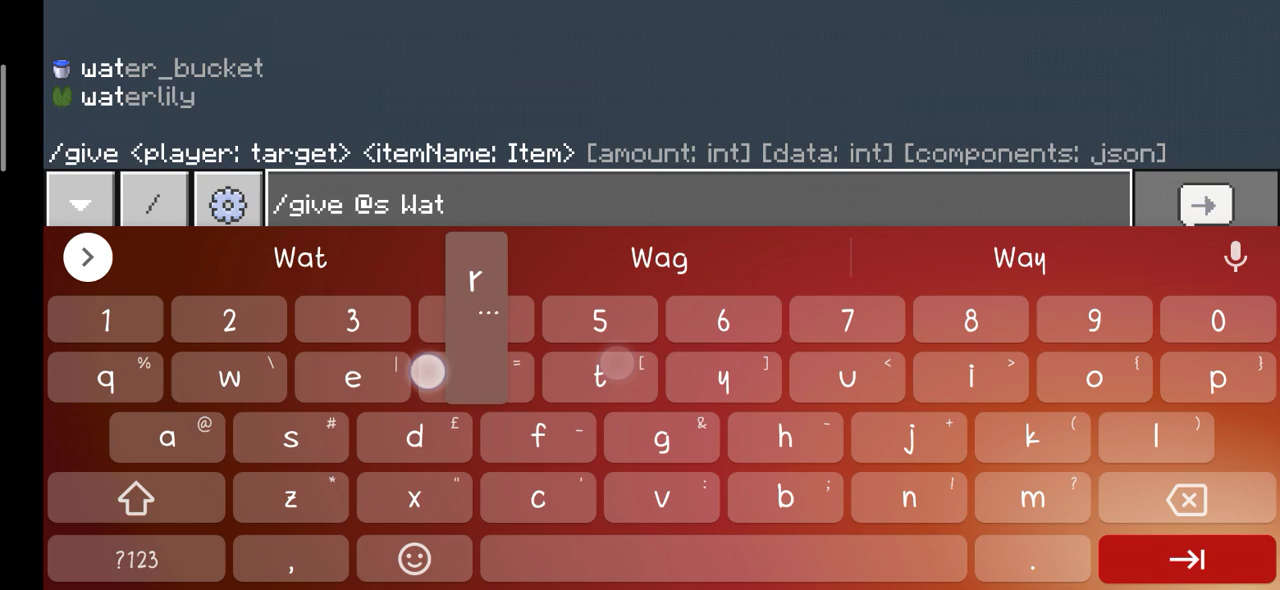 water_bucket
waterlily
/give <player: target> <itemName: Item> [amount: int] [data: int] [components: json]
/ /give @s Wat
Wat Wag Way
r
...
1 2 3 5 6 7 8 9 0
q % w \ e | = t [ y ] u < i > o { p }
a @ s # d £ f - g & h ~ j + k ( l )
z * x " c ' v : b ; n ! m ?
?123 , .